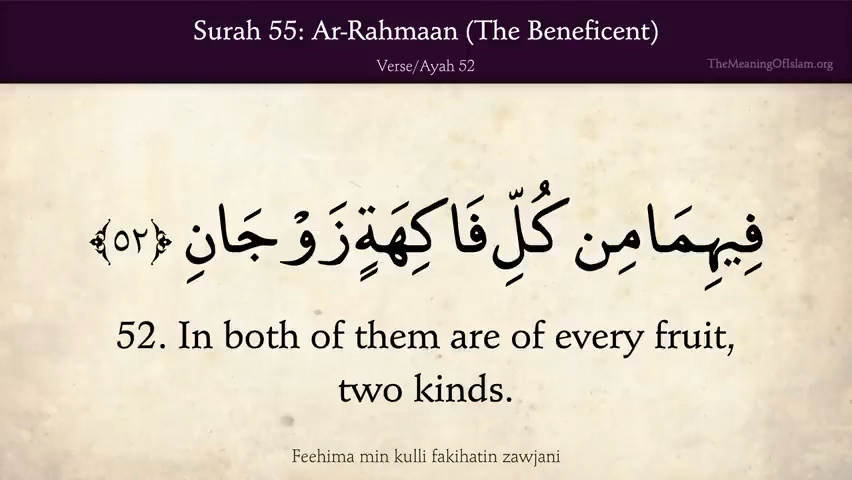 Surah 55: Ar-Rahmaan (The Beneficent)
Verse/Ayah 52
TheMeaningOfIslam.org
فِيهِمَا مِن كُلِّ فَاكِهَةٍ زَوْجَانِ ﴿٥٢﴾
52. In both of them are of every fruit,
two kinds.
Feehima min kulli fakihatin zawjani